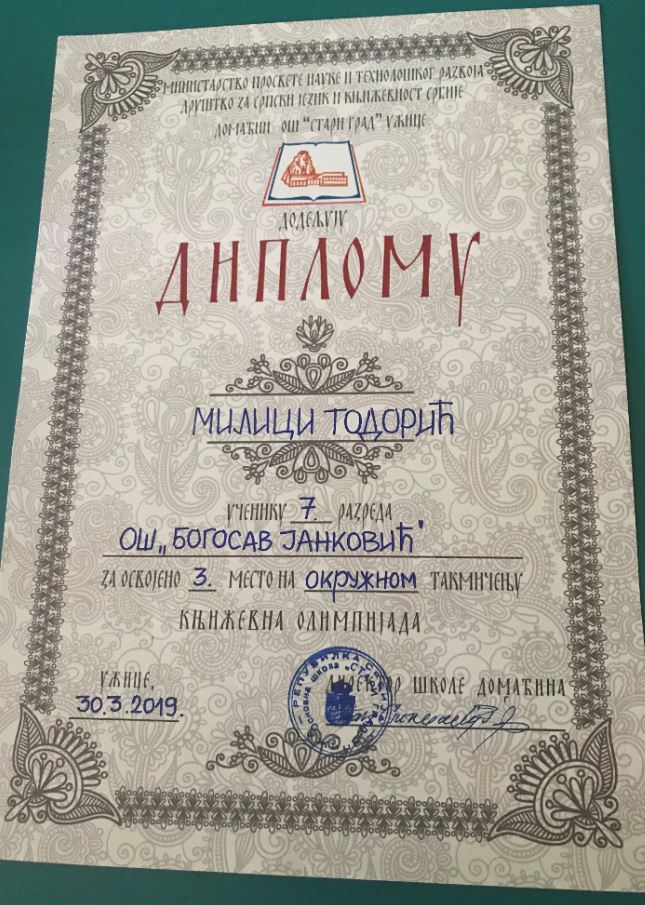 МИНИСТАРСТВО ПРОСВЕТЕ НАУКЕ И ТЕХНОЛОШКОГ РАЗВОЈА
ДРУШТВО ЗА СРПСКИ ЈЕЗИК И КЊИЖЕВНОСТ СРБИЈЕ
ДОМАЋИН ОШ "СТАРИ ГРАД" УЖИЦЕ
ДОДЕЉУЈУ
ДИПЛОМУ
МИЛИЦИ ТОДОРИЋ
УЧЕНИКУ 7. РАЗРЕДА
ОШ „БОГОСАВ ЈАНКОВИЋ"
ЗА ОСВОЈЕНО 3. МЕСТО НА ОКРУЖНОМ ТАКМИЧЕЊУ
КЊИЖЕВНА ОЛИМПИЈАДА
УЖИЦЕ,
30.3.2019.
ДИРЕКТОР ШКОЛЕ ДОМАЋИНА